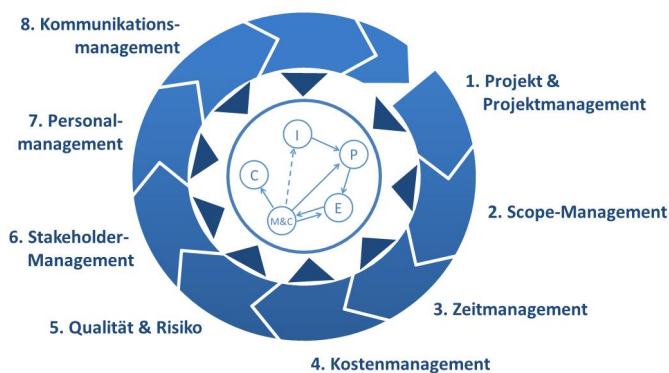 8. Kommunikations-
management
1. Projekt &
Projektmanagement
7. Personal-
management
I
P
C
E
M&C
2. Scope-Management
6. Stakeholder-
Management
3. Zeitmanagement
5. Qualität & Risiko
4. Kostenmanagement